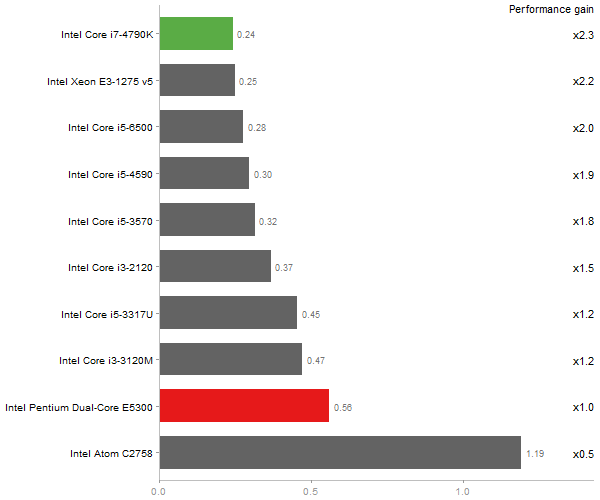 Performance gain
Intel Core i7-4790K 0.24 x2.3
Intel Xeon E3-1275 v5 0.25 x2.2
Intel Core i5-6500 0.28 x2.0
Intel Core i5-4590 0.30 x1.9
Intel Core i5-3570 0.32 x1.8
Intel Core i3-2120 0.37 x1.5
Intel Core i5-3317U 0.45 x1.2
Intel Core i3-3120M 0.47 x1.2
Intel Pentium Dual-Core E5300 0.56 x1.0
Intel Atom C2758 1.19 x0.5
0.0 0.5 1.0